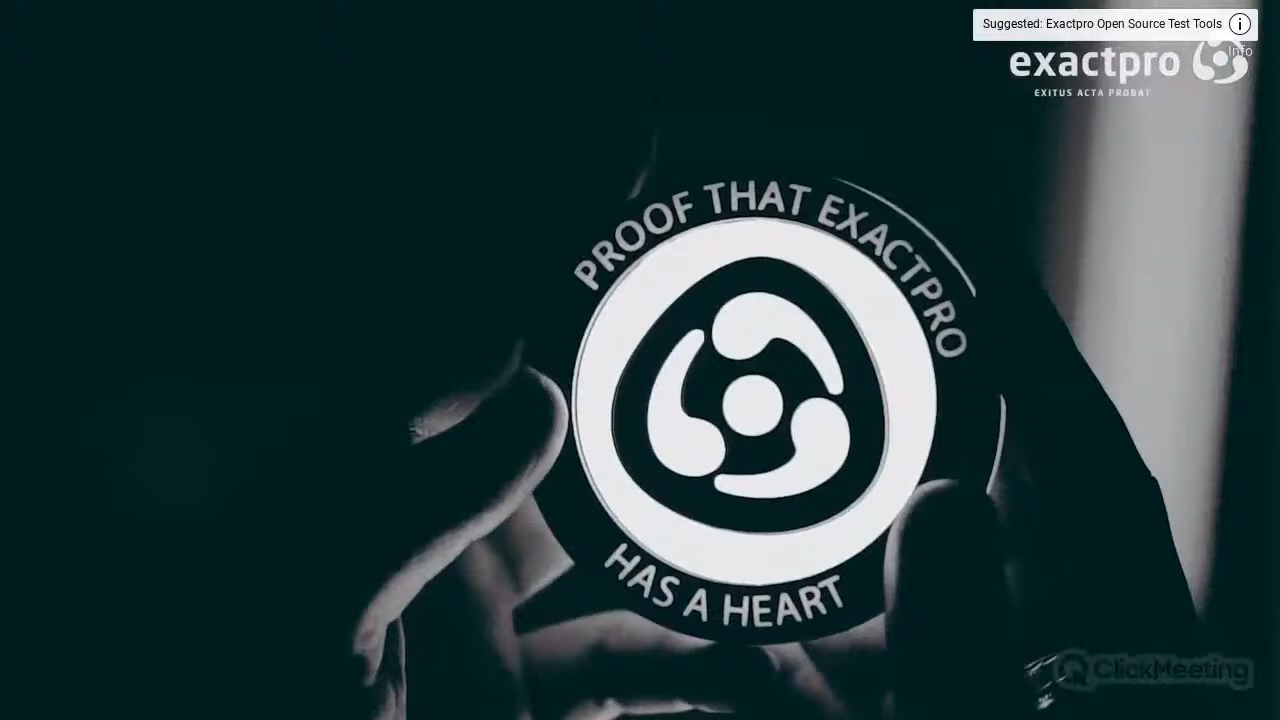 Suggested: Exactpro Open Source Test Tools
Info
exactpro
EXITUS ACTA PROBAT
PROOF THAT EXACTPRO
HAS A HEART
ClickMeeting